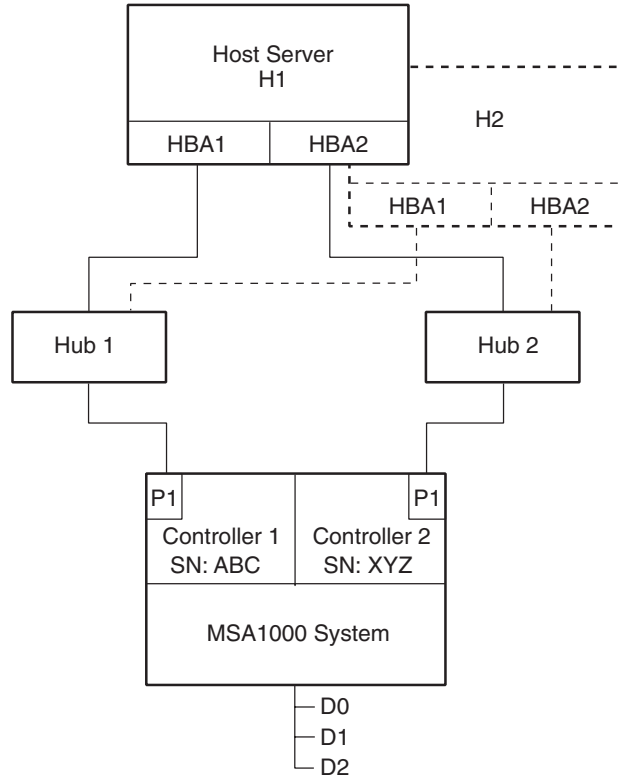 Host Server
H1
HBA1
HBA2
H2
HBA1
HBA2
Hub 1
Hub 2
P1
P1
Controller 1
SN: ABC
Controller 2
SN: XYZ
MSA1000 System
D0
D1
D2